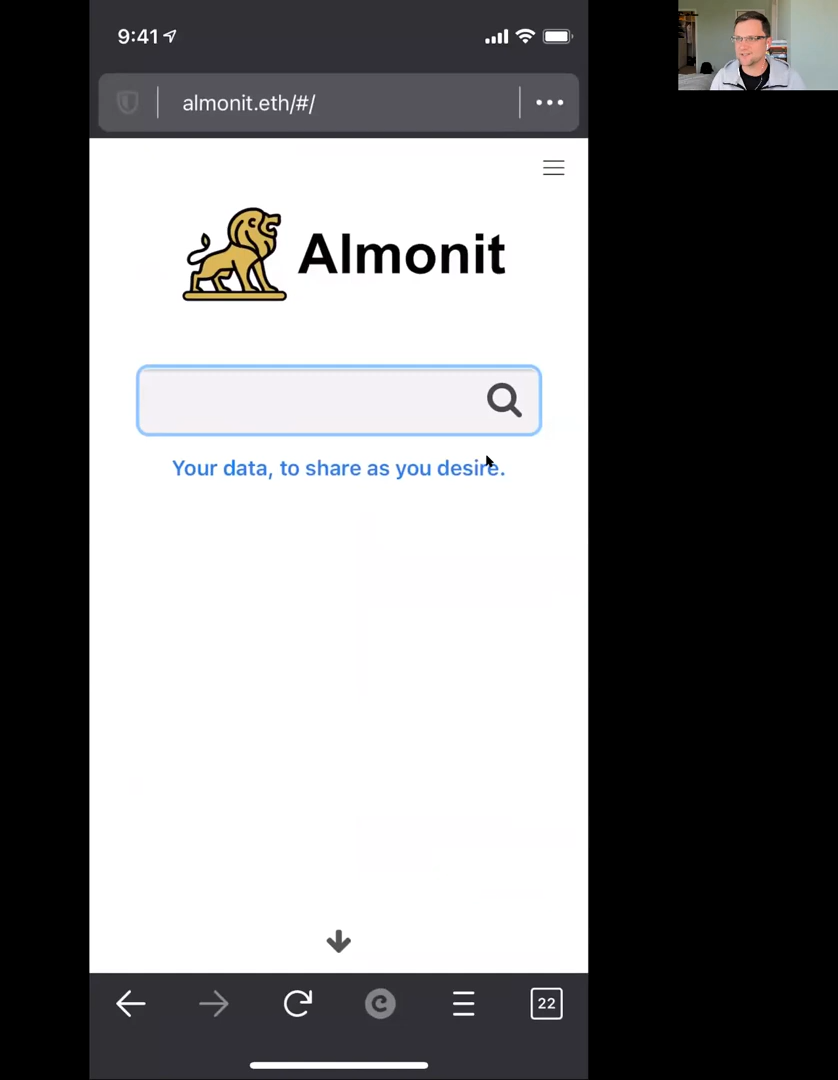 9:41
almonit.eth/#/
Almonit
Your data, to share as you desire.
22